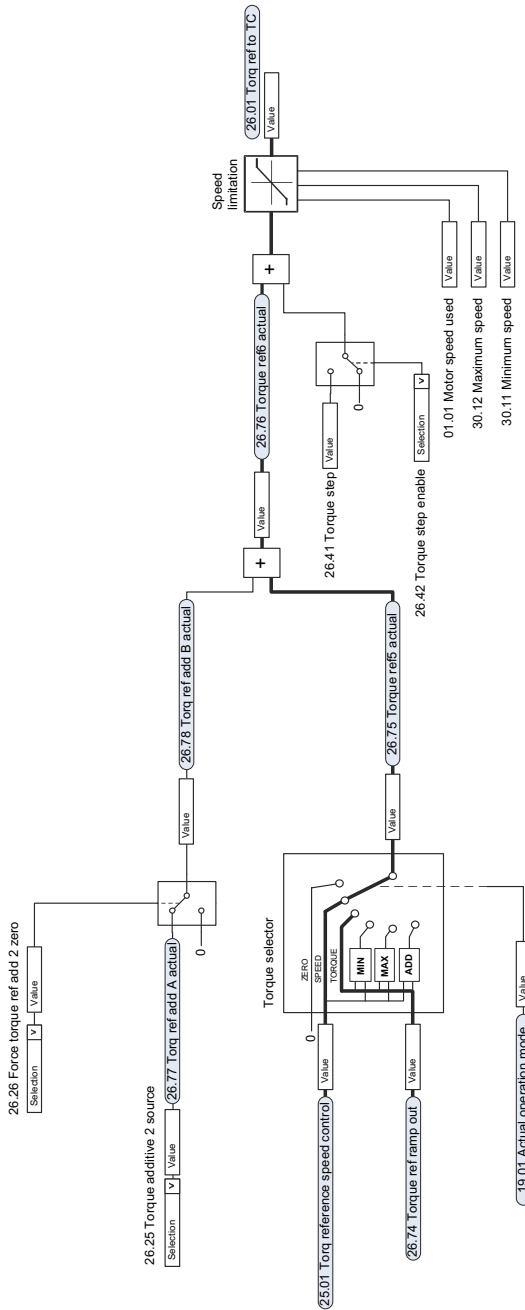 26.26 Force torque ref add 2 zero
Selection v Value
26.25 Torque additive 2 source
Selection v Value
26.77 Torq ref add A actual
0
Value
26.78 Torq ref add B actual
+
Value
26.76 Torque ref6 actual
+
Speed
limitation
26.01 Torq ref to TC
Value
26.41 Torque step
Value
0
26.42 Torque step enable
Selection v
01.01 Motor speed used
Value
30.12 Maximum speed
Value
30.11 Minimum speed
Value
Torque selector
0
ZERO
SPEED
TORQUE
MIN
MAX
ADD
25.01 Torq reference speed control
Value
26.74 Torque ref ramp out
Value
Value
26.75 Torque ref5 actual
19.01 Actual operation mode
Value